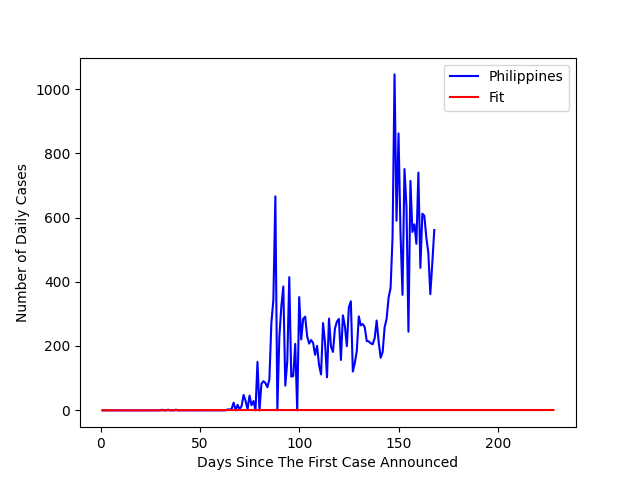 Philippines
Fit
1000
800
600
400
200
0
Number of Daily Cases
0 50 100 150 200
Days Since The First Case Announced